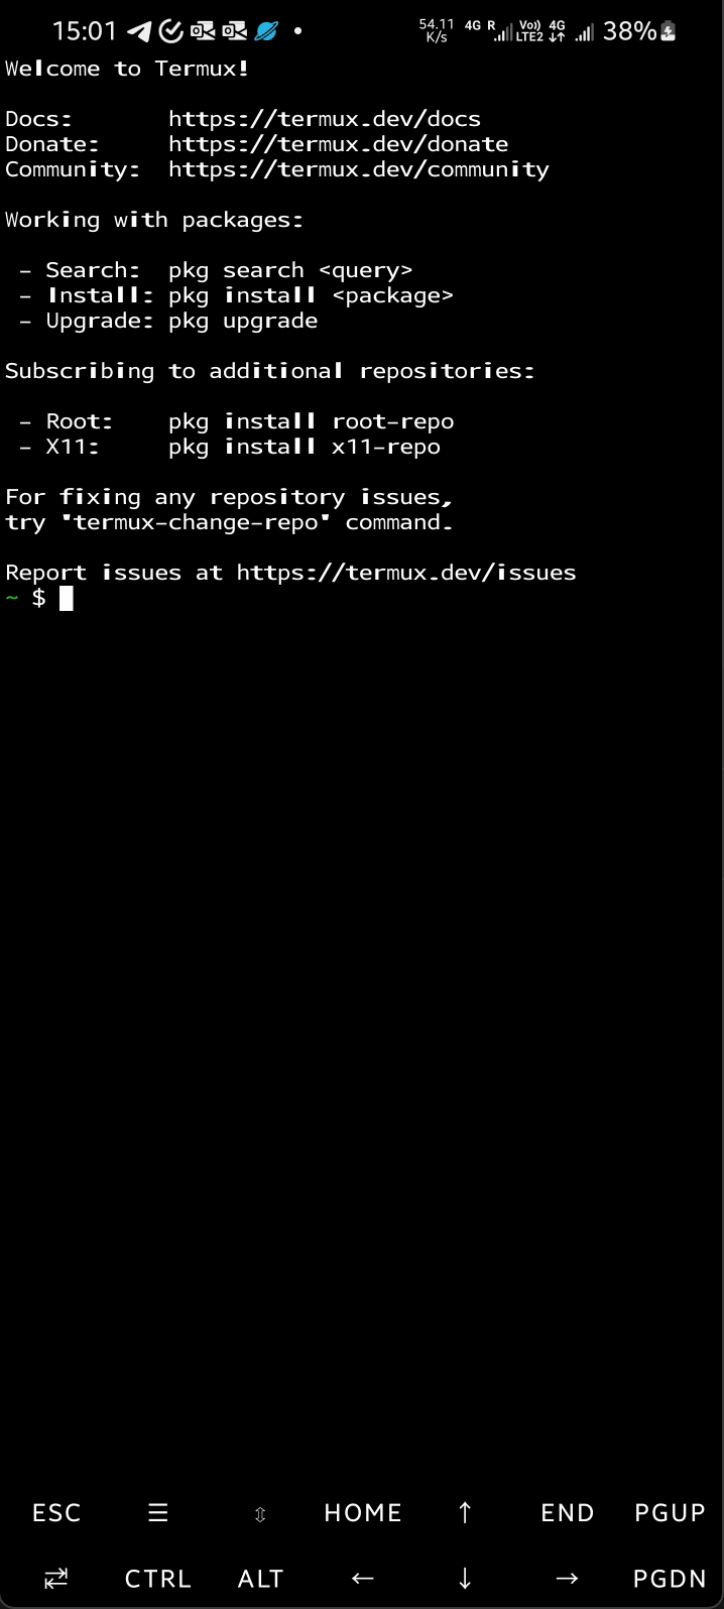 15:01 54.11 K/s 4G R Vo)) LTE2 4G 38%
Welcome to Termux!
Docs: https://termux.dev/docs
Donate: https://termux.dev/donate
Community: https://termux.dev/community
Working with packages:
- Search: pkg search <query>
- Install: pkg install <package>
- Upgrade: pkg upgrade
Subscribing to additional repositories:
- Root: pkg install root-repo
- X11: pkg install x11-repo
For fixing any repository issues,
try 'termux-change-repo' command.
Report issues at https://termux.dev/issues
~ $
ESC ☰ ⇳ HOME ↑ END PGUP
⇄ CTRL ALT ← ↓ → PGDN